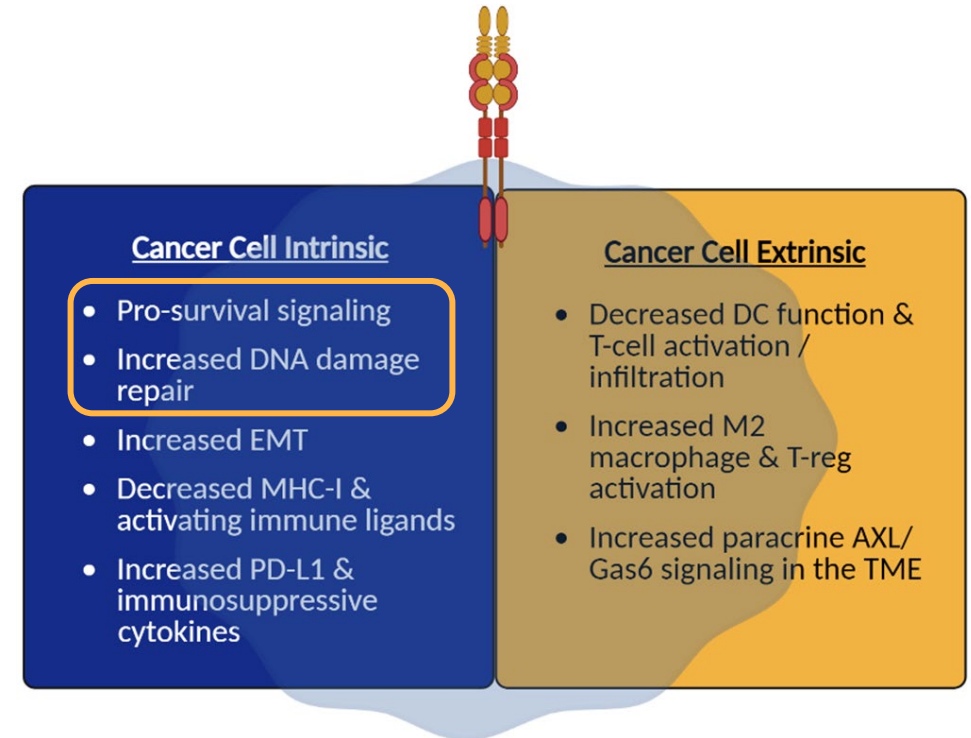 Cancer Cell Intrinsic
• Pro-survival signaling
• Increased DNA damage
repair
• Increased EMT
• Decreased MHC-I &
activating immune ligands
• Increased PD-L1 &
immunosuppressive
cytokines
Cancer Cell Extrinsic
• Decreased DC function &
T-cell activation /
infiltration
• Increased M2
macrophage & T-reg
activation
• Increased paracrine AXL/
Gas6 signaling in the TME